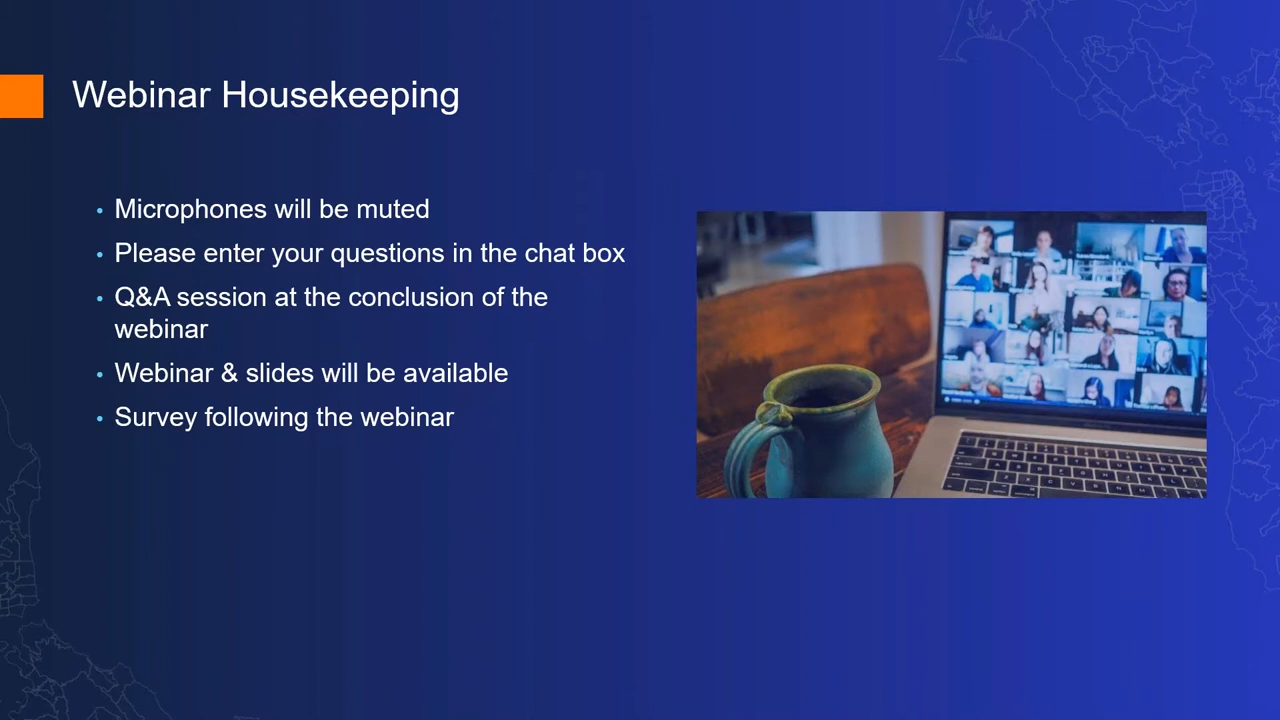 Webinar Housekeeping
• Microphones will be muted
• Please enter your questions in the chat box
• Q&A session at the conclusion of the
webinar
• Webinar & slides will be available
• Survey following the webinar